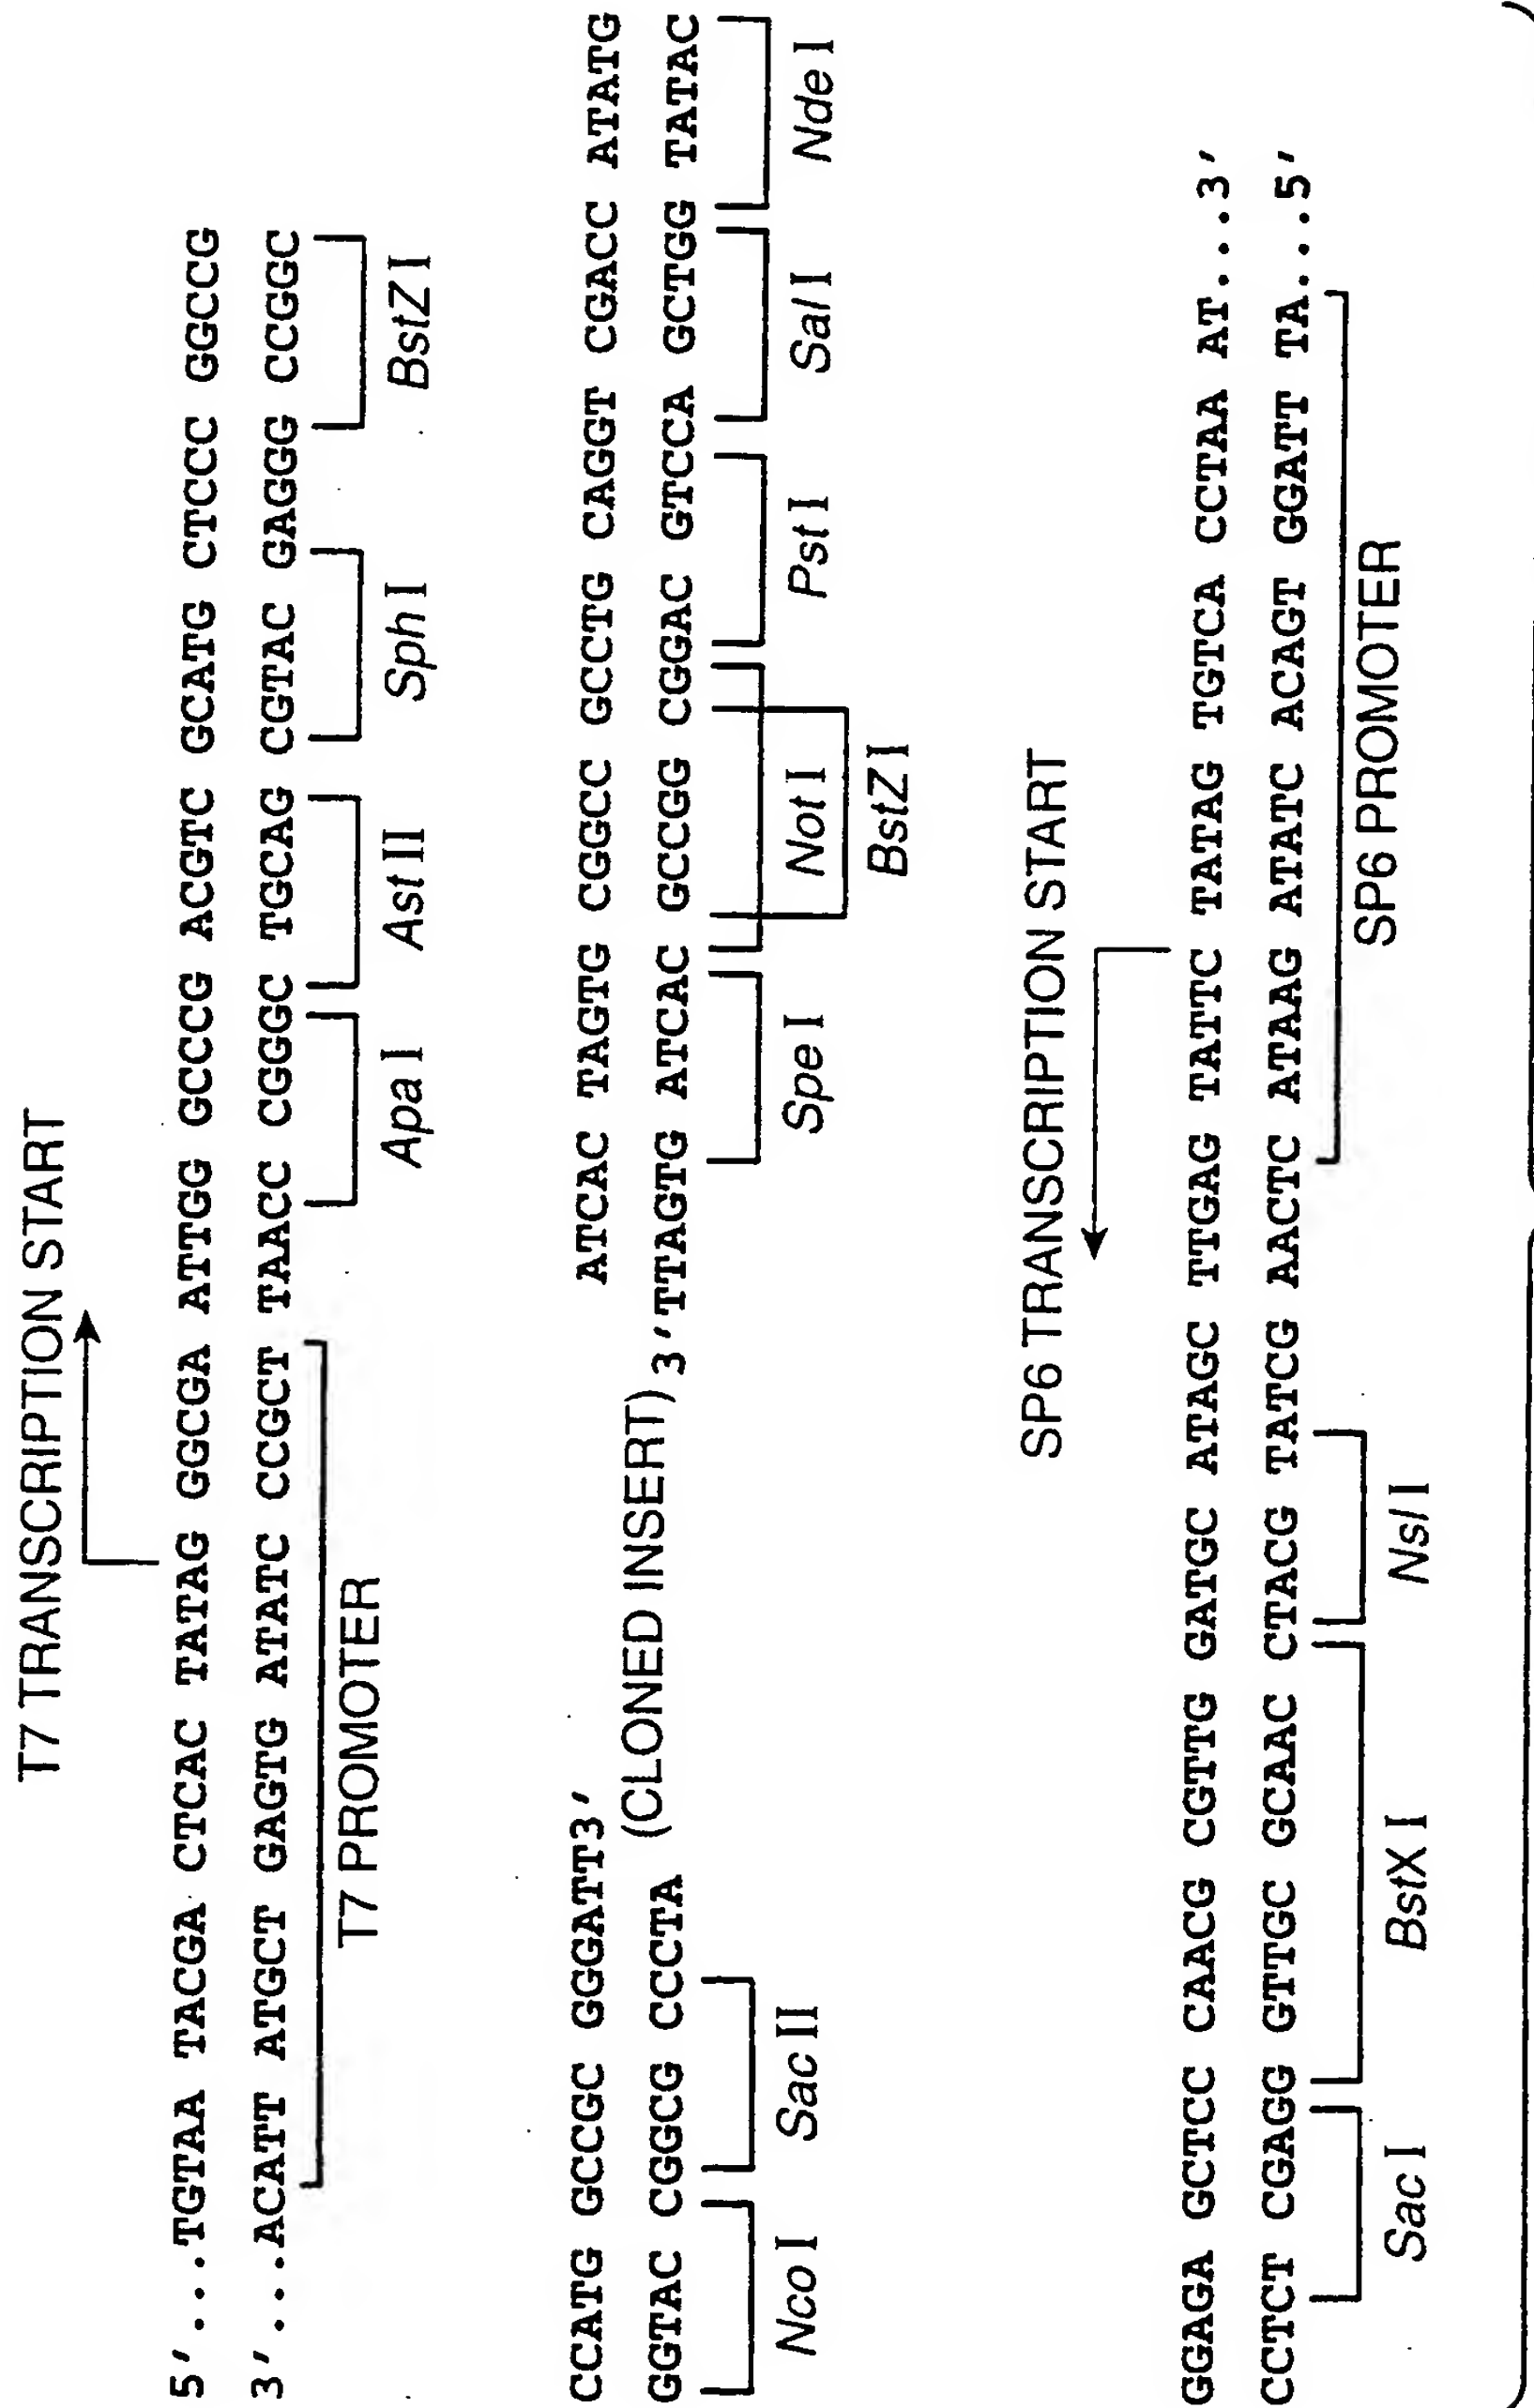 T7 TRANSCRIPTION START
5'...TGTAA TACGA CTCAC TATAG GGCGA ATTGG GCCCG ACGTC GCATG CTCCC GGCCG
3'...ACATT ATGCT GAGTG ATATC CCGCT TAACC CGGGC TGCAG CGTAC GAGGG CCGGC
T7 PROMOTER Apa I Ast II Sph I BstZ I
CCATG GCCGC GGGATT3' ATCAC TAGTG CGGCC GCCTG CAGGT CGACC ATATG
GGTAC CGGCG CCCTA (CLONED INSERT) 3'TTAGTG ATCAC GCCGG CGGAC GTCCA GCTGG TATAC
Nco I Sac II Spe I Not I Pst I Sal I Nde I
BstZ I
SP6 TRANSCRIPTION START
GGAGA GCTCC CAACG CGTTG GATGC ATAGC TTGAG TATTC TATAG TGTCA CCTAA AT...3'
CCTCT CGAGG GTTGC GCAAC CTACG TATCG AACTC ATAAG ATATC ACAGT GGATT TA...5'
Sac I BstX I Nsl I SP6 PROMOTER